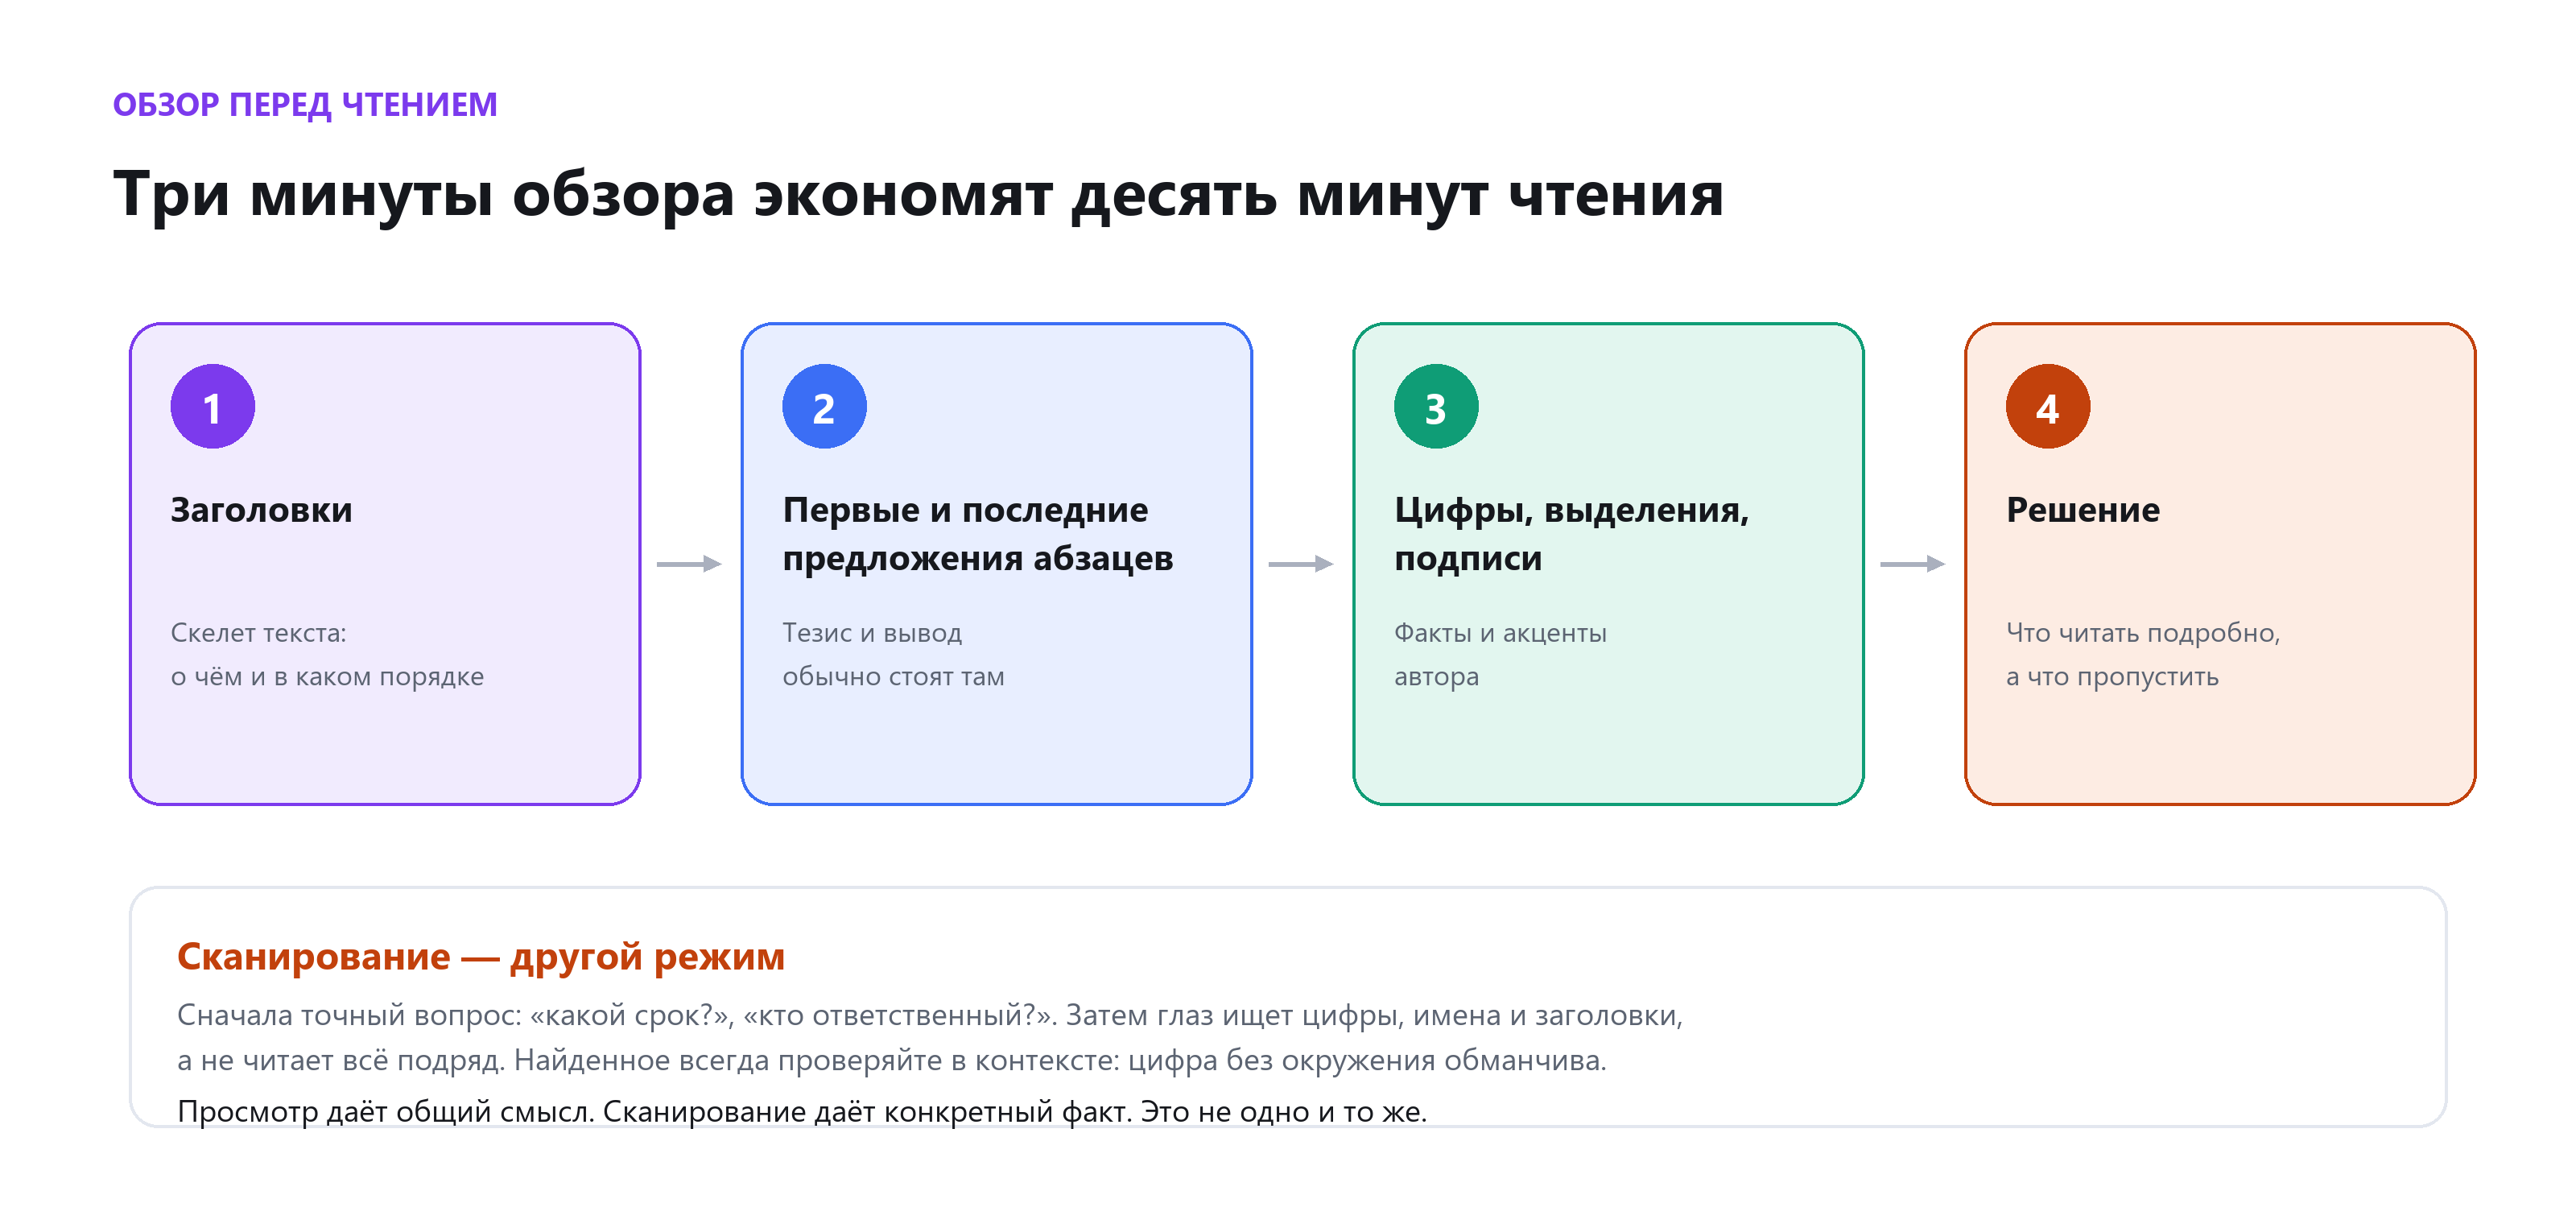 ОБЗОР ПЕРЕД ЧТЕНИЕМ
Три минуты обзора экономят десять минут чтения
1
Заголовки
Скелет текста:
о чём и в каком порядке
2
Первые и последние
предложения абзацев
Тезис и вывод
обычно стоят там
3
Цифры, выделения,
подписи
Факты и акценты
автора
4
Решение
Что читать подробно,
а что пропустить
Сканирование — другой режим
Сначала точный вопрос: «какой срок?», «кто ответственный?». Затем глаз ищет цифры, имена и заголовки,
а не читает всё подряд. Найденное всегда проверяйте в контексте: цифра без окружения обманчива.
Просмотр даёт общий смысл. Сканирование даёт конкретный факт. Это не одно и то же.